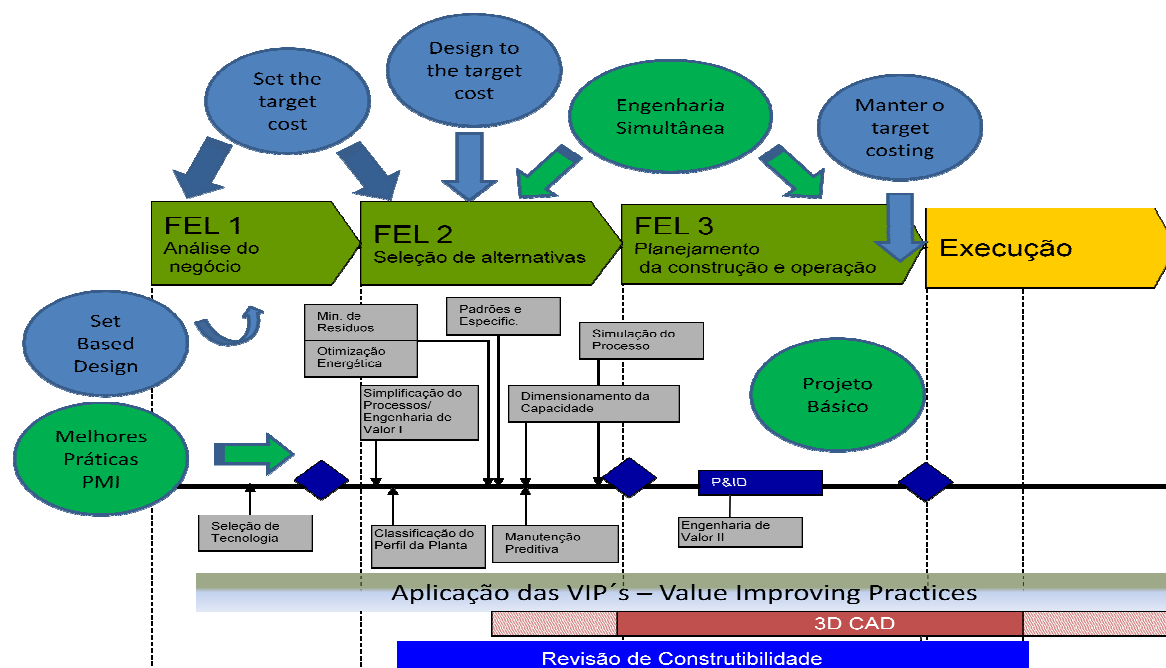 Set the
target
cost
Design to
the target
cost
Engenharia
Simultânea
Manter o
target
costing
FEL 1
Análise do
negócio
FEL 2
Seleção de alternativas
FEL 3
Planejamento
da construção e operação
Execução
Set
Based
Design
Min. de
Resíduos
Otimização
Energética
Padrões e
Especific.
Simulação do
Processo
Simplificação do
Processos/
Engenharia de
Valor I
Dimensionamento da
Capacidade
Projeto
Básico
Melhores
Práticas
PMI
P&ID
Seleção de
Tecnologia
Classificação do
Perfil da Planta
Manutenção
Preditiva
Engenharia de
Valor II
Aplicação das VIP´s – Value Improving Practices
3D CAD
Revisão de Construtibilidade